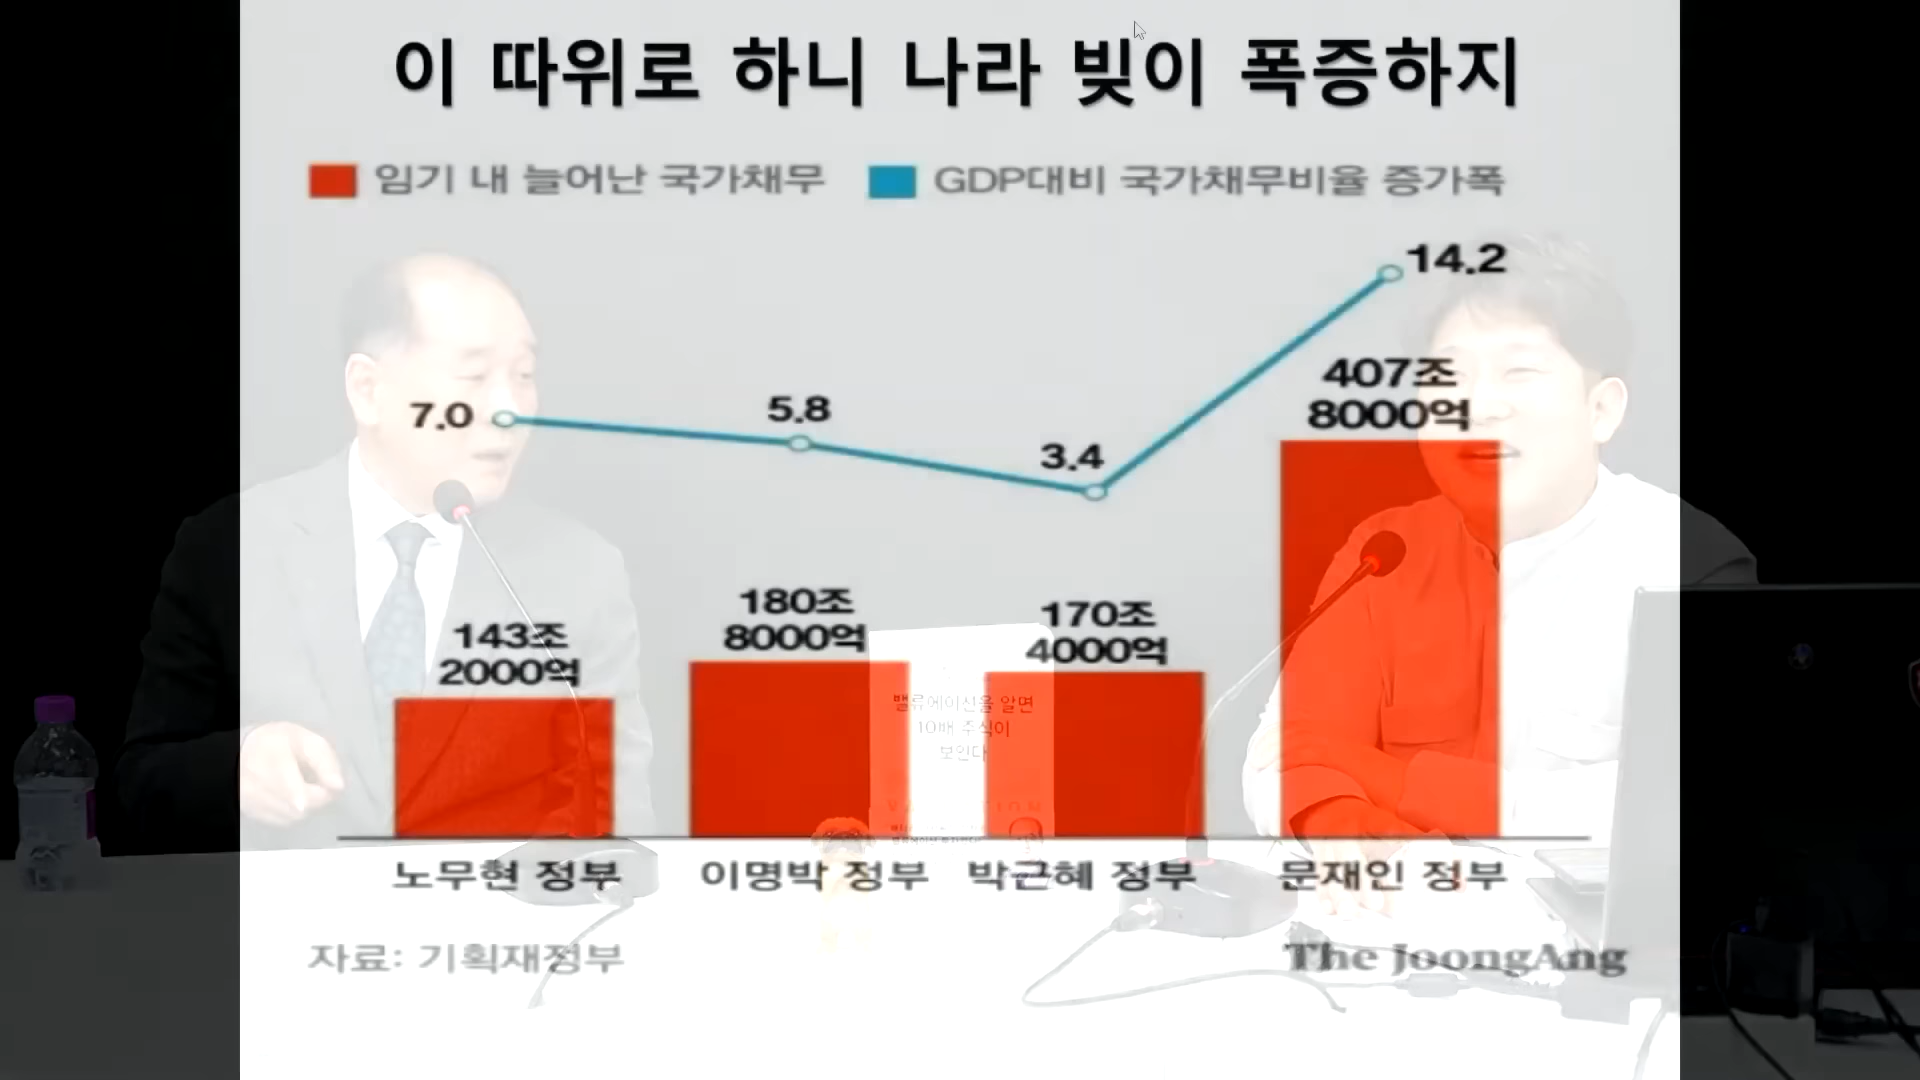 이 따위로 하니 나라 빚이 폭증하지
임기 내 늘어난 국가채무
GDP대비 국가채무비율 증가폭
7.0
5.8
3.4
14.2
143조
2000억
180조
8000억
170조
4000억
407조
8000억
밸류에이션을 알면
10배 주식이
보인다
노무현 정부
이명박 정부
박근혜 정부
문재인 정부
자료: 기획재정부
The JoongAng